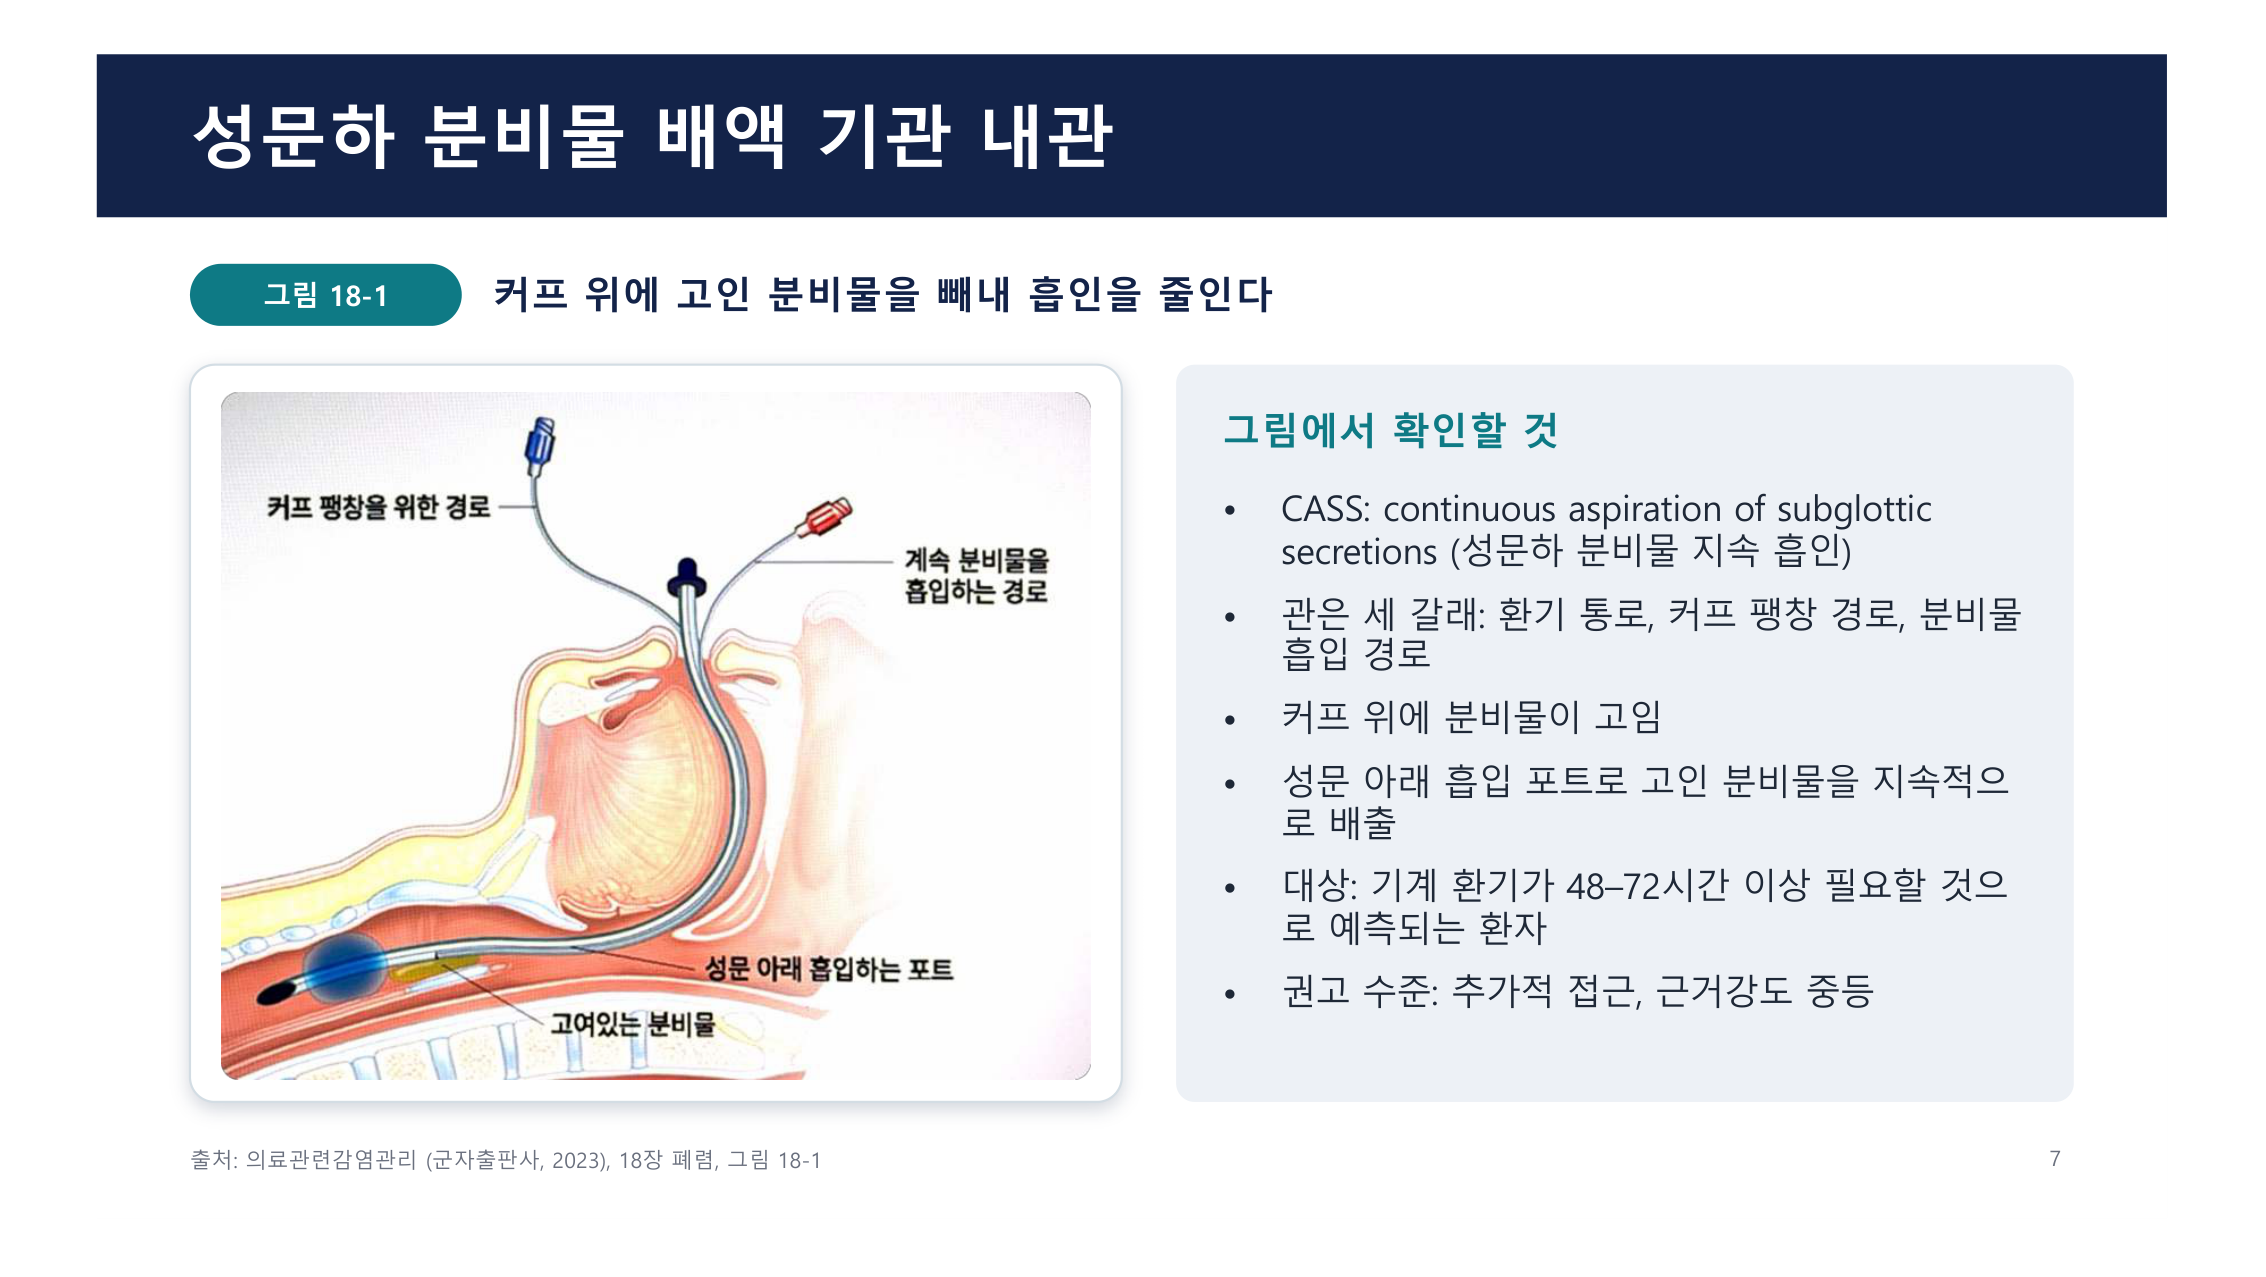 성문하 분비물 배액 기관 내관
그림 18-1
커프 위에 고인 분비물을 빼내 흡인을 줄인다
커프 팽창을 위한 경로
계속 분비물을
흡입하는 경로
성문 아래 흡입하는 포트
고여있는 분비물
그림에서 확인할 것
• CASS: continuous aspiration of subglottic
secretions (성문하 분비물 지속 흡인)
• 관은 세 갈래: 환기 통로, 커프 팽창 경로, 분비물
흡입 경로
• 커프 위에 분비물이 고임
• 성문 아래 흡입 포트로 고인 분비물을 지속적으
로 배출
• 대상: 기계 환기가 48–72시간 이상 필요할 것으
로 예측되는 환자
• 권고 수준: 추가적 접근, 근거강도 중등
출처: 의료관련감염관리 (군자출판사, 2023), 18장 폐렴, 그림 18-1
7